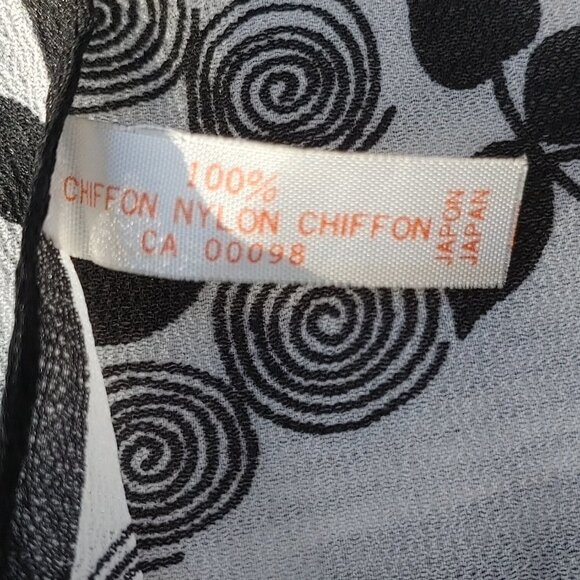 100%
CHIFFON NYLON CHIFFON
CA 00098
JAPON
JAPAN